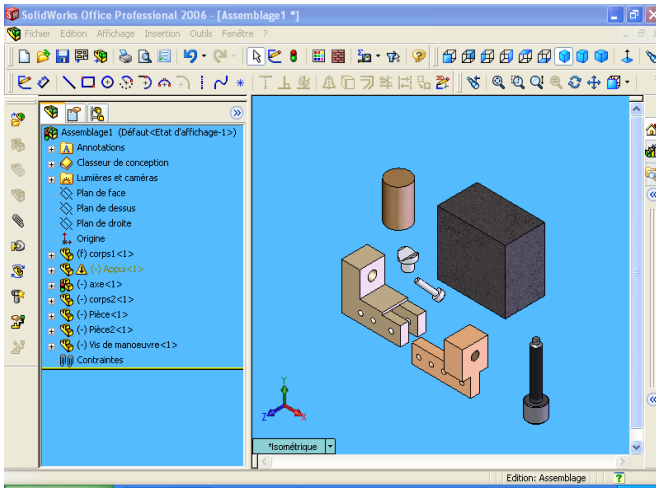 SolidWorks Office Professional 2006 - [Assemblage1 *]
Fichier Edition Affichage Insertion Outils Fenêtre ?
Assemblage1 (Défaut<Etat d'affichage-1>)
Annotations
Classeur de conception
Lumières et caméras
Plan de face
Plan de dessus
Plan de droite
Origine
(f) corps1<1>
(-) Appui<1>
(-) axe<1>
(-) corps2<1>
(-) Pièce<1>
(-) Pièce2<1>
(-) Vis de manoeuvre<1>
Contraintes
Y
Z X
*Isométrique
Edition: Assemblage